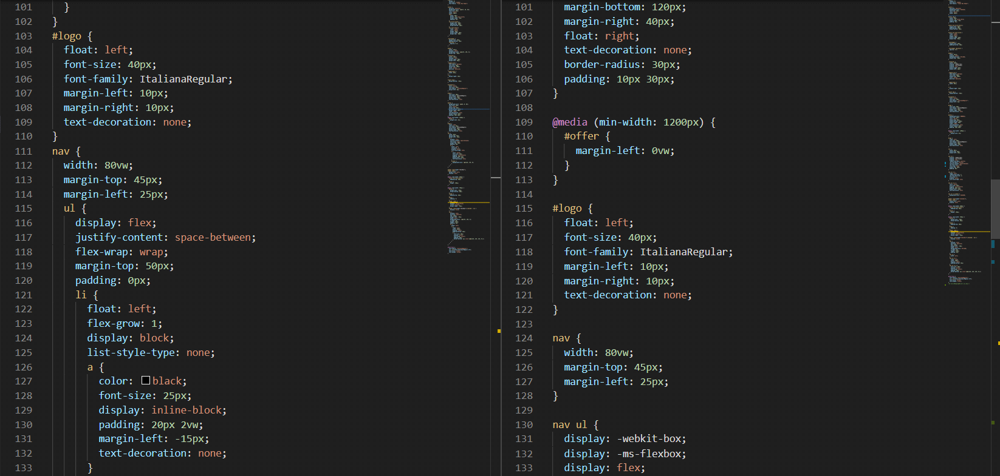 101 }
102 }
103 #logo {
104 float: left;
105 font-size: 40px;
106 font-family: ItalianaRegular;
107 margin-left: 10px;
108 margin-right: 10px;
109 text-decoration: none;
110 }
111 nav {
112 width: 80vw;
113 margin-top: 45px;
114 margin-left: 25px;
115 ul {
116 display: flex;
117 justify-content: space-between;
118 flex-wrap: wrap;
119 margin-top: 50px;
120 padding: 0px;
121 li {
122 float: left;
123 flex-grow: 1;
124 display: block;
125 list-style-type: none;
126 a {
127 color: black;
128 font-size: 25px;
129 display: inline-block;
130 padding: 20px 2vw;
131 margin-left: -15px;
132 text-decoration: none;
133 }
101 margin-bottom: 120px;
102 margin-right: 40px;
103 float: right;
104 text-decoration: none;
105 border-radius: 30px;
106 padding: 10px 30px;
107 }
108
109 @media (min-width: 1200px) {
110 #offer {
111 margin-left: 0vw;
112 }
113 }
114
115 #logo {
116 float: left;
117 font-size: 40px;
118 font-family: ItalianaRegular;
119 margin-left: 10px;
120 margin-right: 10px;
121 text-decoration: none;
122 }
123
124 nav {
125 width: 80vw;
126 margin-top: 45px;
127 margin-left: 25px;
128 }
129
130 nav ul {
131 display: -webkit-box;
132 display: -ms-flexbox;
133 display: flex;